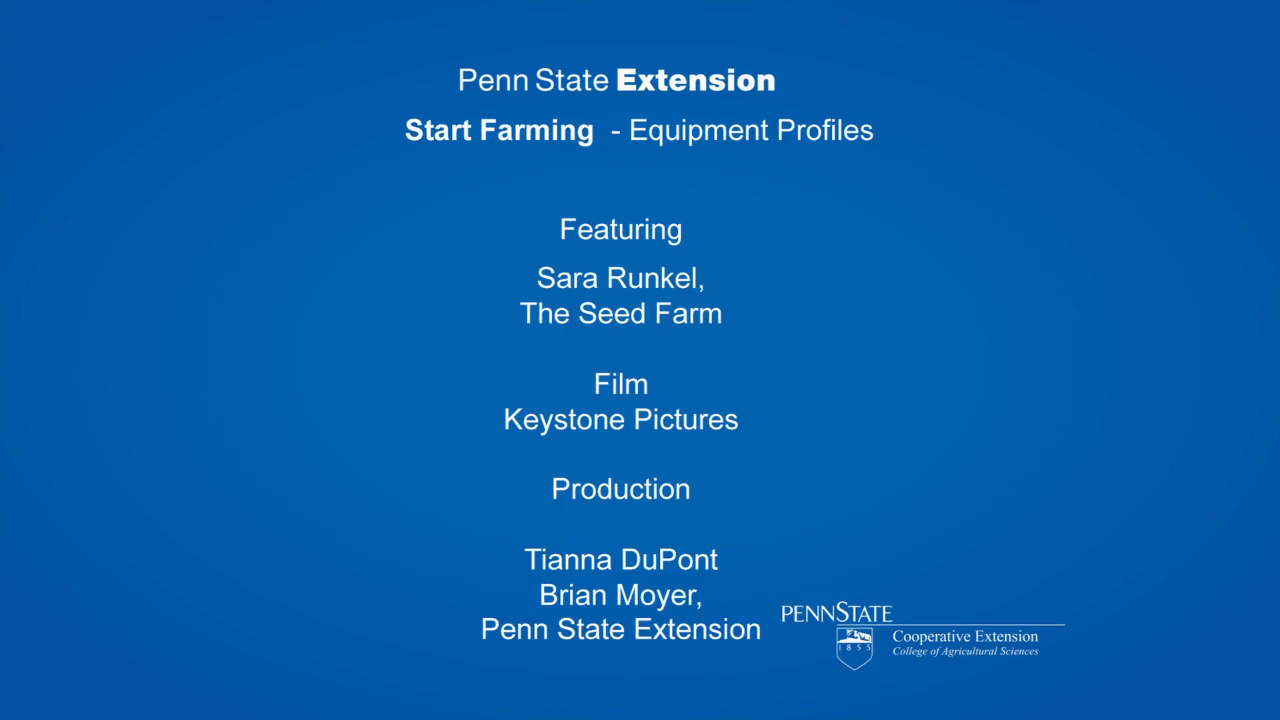 Penn State Extension
Start Farming - Equipment Profiles
Featuring
Sara Runkel,
The Seed Farm
Film
Keystone Pictures
Production
Tianna DuPont
Brian Moyer,
Penn State Extension
PENNSTATE
1855
Cooperative Extension
College of Agricultural Sciences